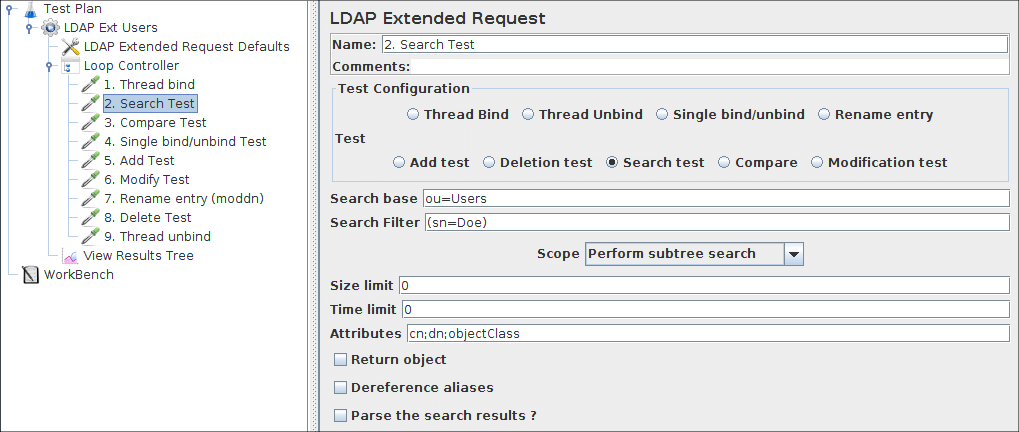 Test Plan
LDAP Ext Users
LDAP Extended Request Defaults
Loop Controller
1. Thread bind
2. Search Test
3. Compare Test
4. Single bind/unbind Test
5. Add Test
6. Modify Test
7. Rename entry (moddn)
8. Delete Test
9. Thread unbind
View Results Tree
WorkBench
LDAP Extended Request
Name: 2. Search Test
Comments:
Test Configuration
Thread Bind Thread Unbind Single bind/unbind Rename entry
Test
Add test Deletion test Search test Compare Modification test
Search base ou=Users
Search Filter (sn=Doe)
Scope Perform subtree search
Size limit 0
Time limit 0
Attributes cn;dn;objectClass
Return object
Dereference aliases
Parse the search results ?